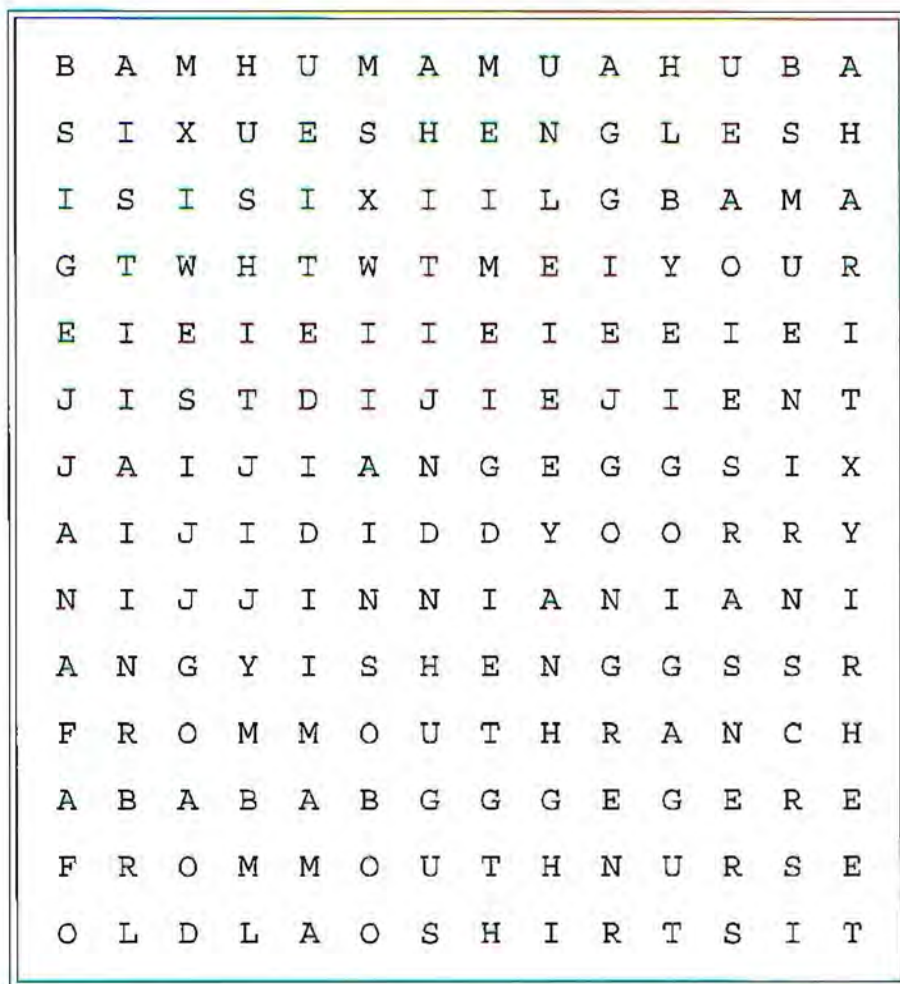 B A M H U M A M U A H U B A
S I X U E S H E N G L E S H
I S I S I X I I L G B A M A
G T W H T W T M E I Y O U R
E I E I E I I E I E E I E I
J I S T D I J I E J I E N T
J A I J I A N G E G G S I X
A I J I D I D D Y O O R R Y
N I J J I N N I A N I A N I
A N G Y I S H E N G G S S R
F R O M M O U T H R A N C H
A B A B A B G G G E G E R E
F R O M M O U T H N U R S E
O L D L A O S H I R T S I T